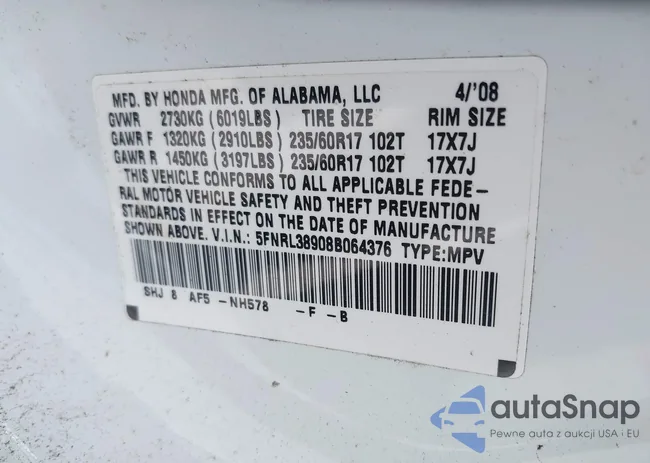 MFD. BY HONDA MFG. OF ALABAMA, LLC 4/'08
GVWR 2730KG (6019LBS) TIRE SIZE RIM SIZE
GAWR F 1320KG (2910LBS) 235/60R17 102T 17X7J
GAWR R 1450KG (3197LBS) 235/60R17 102T 17X7J
THIS VEHICLE CONFORMS TO ALL APPLICABLE FEDE-
RAL MOTOR VEHICLE SAFETY AND THEFT PREVENTION
STANDARDS IN EFFECT ON THE DATE OF MANUFACTURE
SHOWN ABOVE. V.I.N.: 5FNRL38908B064376 TYPE:MPV
SHJ 8 AF5 -NH578 -F -B
autaSnap
Pewne auta z aukcji USA · EU